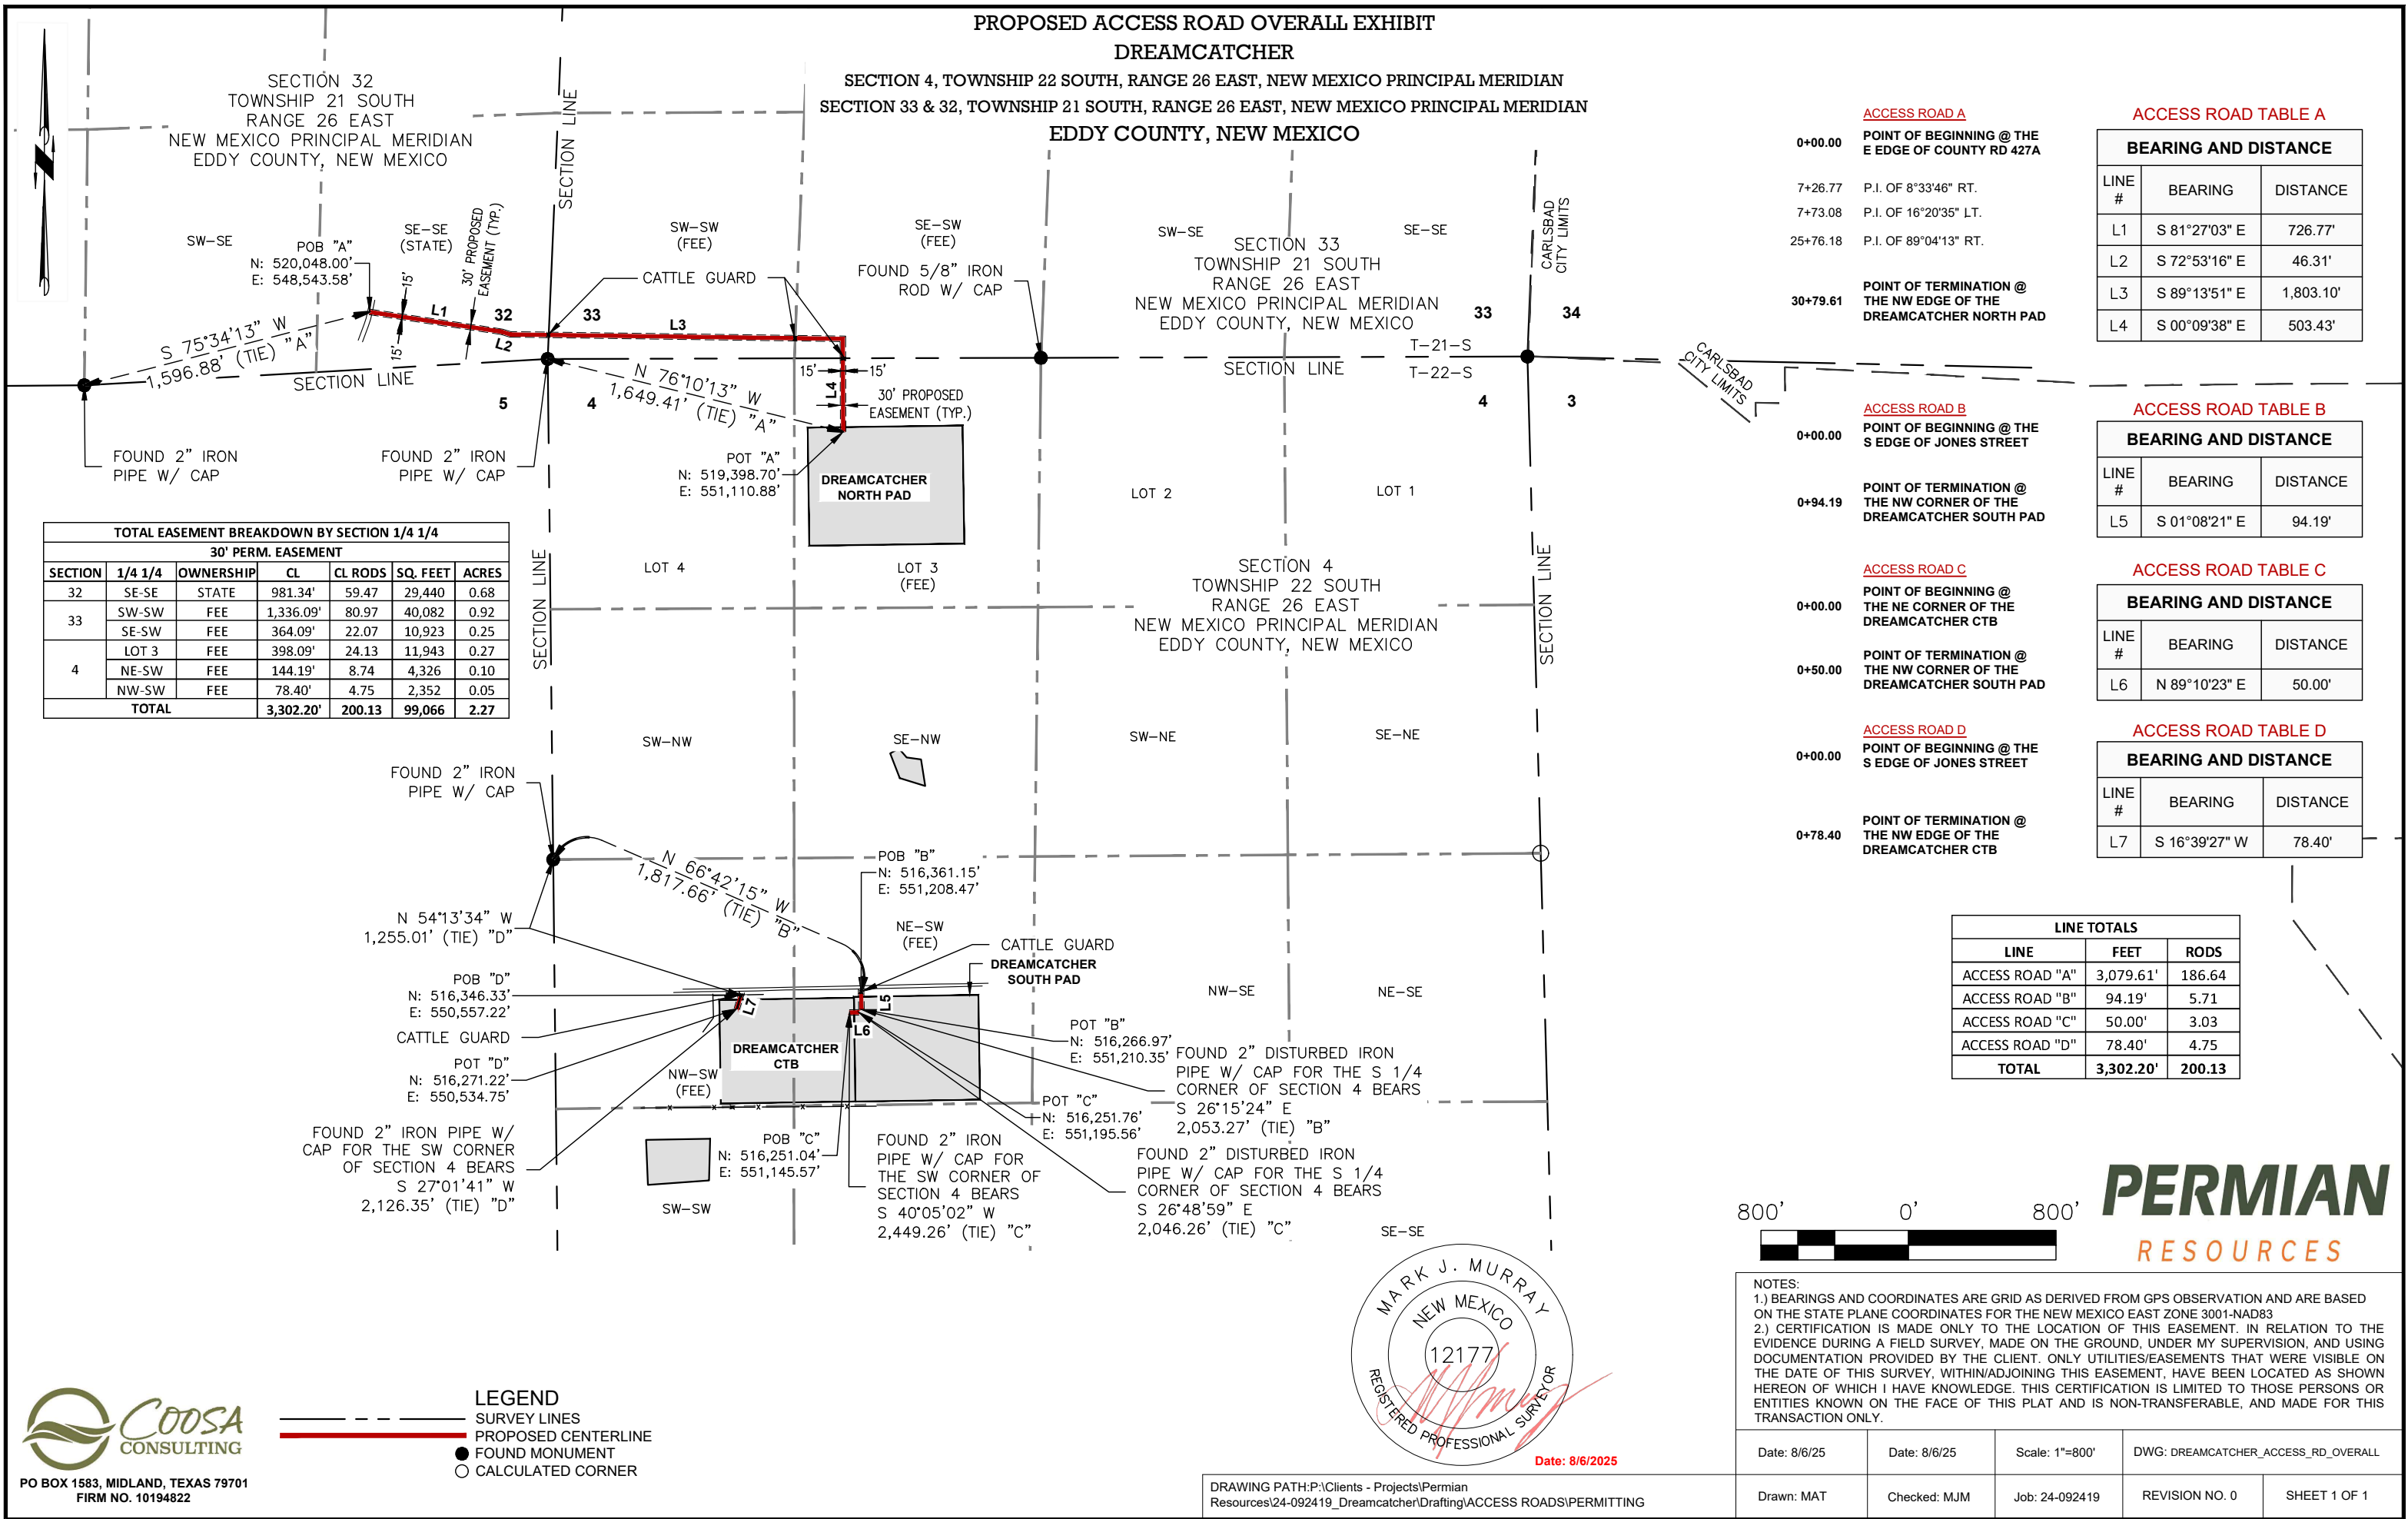 PROPOSED ACCESS ROAD OVERALL EXHIBIT
DREAMCATCHER
SECTION 4, TOWNSHIP 22 SOUTH, RANGE 26 EAST, NEW MEXICO PRINCIPAL MERIDIAN
SECTION 33 & 32, TOWNSHIP 21 SOUTH, RANGE 26 EAST, NEW MEXICO PRINCIPAL MERIDIAN
EDDY COUNTY, NEW MEXICO
N
SECTION 32
TOWNSHIP 21 SOUTH
RANGE 26 EAST
NEW MEXICO PRINCIPAL MERIDIAN
EDDY COUNTY, NEW MEXICO
SECTION LINE
SW-SE
SE-SE
(STATE)
30' PROPOSED
EASEMENT (TYP.)
POB "A"
N: 520,048.00'
E: 548,543.58'
15'
15'
L1
L2
32
33
L3
S 75°34'13" W
1,596.88' (TIE) "A"
SECTION LINE
SW-SW
(FEE)
SE-SW
(FEE)
CATTLE GUARD
FOUND 5/8" IRON
ROD W/ CAP
SW-SE
SE-SE
SECTION 33
TOWNSHIP 21 SOUTH
RANGE 26 EAST
NEW MEXICO PRINCIPAL MERIDIAN
EDDY COUNTY, NEW MEXICO
CARLSBAD
CITY LIMITS
33
34
T-21-S
SECTION LINE
T-22-S
4
3
CARLSBAD
CITY LIMITS
5
4
N 76°10'13" W
1,649.41' (TIE) "A"
15'
15'
L4
30' PROPOSED
EASEMENT (TYP.)
FOUND 2" IRON
PIPE W/ CAP
FOUND 2" IRON
PIPE W/ CAP
POT "A"
N: 519,398.70'
E: 551,110.88'
DREAMCATCHER
NORTH PAD
LOT 2
LOT 1
LOT 4
LOT 3
(FEE)
SECTION LINE
SECTION LINE
SECTION 4
TOWNSHIP 22 SOUTH
RANGE 26 EAST
NEW MEXICO PRINCIPAL MERIDIAN
EDDY COUNTY, NEW MEXICO
TOTAL EASEMENT BREAKDOWN BY SECTION 1/4 1/4
30' PERM. EASEMENT
SECTION 1/4 1/4 OWNERSHIP CL CL RODS SQ. FEET ACRES
32 SE-SE STATE 981.34' 59.47 29,440 0.68
33 SW-SW FEE 1,336.09' 80.97 40,082 0.92
SE-SW FEE 364.09' 22.07 10,923 0.25
4 LOT 3 FEE 398.09' 24.13 11,943 0.27
NE-SW FEE 144.19' 8.74 4,326 0.10
NW-SW FEE 78.40' 4.75 2,352 0.05
TOTAL 3,302.20' 200.13 99,066 2.27
SW-NW
SE-NW
SW-NE
SE-NE
FOUND 2" IRON
PIPE W/ CAP
N 66°42'15" W
1,817.66' (TIE) "B"
POB "B"
N: 516,361.15'
E: 551,208.47'
N 54°13'34" W
1,255.01' (TIE) "D"
NE-SW
(FEE)
CATTLE GUARD
DREAMCATCHER
SOUTH PAD
POB "D"
N: 516,346.33'
E: 550,557.22'
CATTLE GUARD
POT "D"
N: 516,271.22'
E: 550,534.75'
L7
L5
L6
DREAMCATCHER
CTB
NW-SW
(FEE)
NW-SE
NE-SE
POT "B"
N: 516,266.97'
E: 551,210.35'
FOUND 2" DISTURBED IRON
PIPE W/ CAP FOR THE S 1/4
CORNER OF SECTION 4 BEARS
S 26°15'24" E
2,053.27' (TIE) "B"
POT "C"
N: 516,251.76'
E: 551,195.56'
FOUND 2" IRON PIPE W/
CAP FOR THE SW CORNER
OF SECTION 4 BEARS
S 27°01'41" W
2,126.35' (TIE) "D"
POB "C"
N: 516,251.04'
E: 551,145.57'
SW-SW
FOUND 2" IRON
PIPE W/ CAP FOR
THE SW CORNER OF
SECTION 4 BEARS
S 40°05'02" W
2,449.26' (TIE) "C"
FOUND 2" DISTURBED IRON
PIPE W/ CAP FOR THE S 1/4
CORNER OF SECTION 4 BEARS
S 26°48'59" E
2,046.26' (TIE) "C"
SE-SE
ACCESS ROAD A
0+00.00 POINT OF BEGINNING @ THE
E EDGE OF COUNTY RD 427A
7+26.77 P.I. OF 8°33'46" RT.
7+73.08 P.I. OF 16°20'35" LT.
25+76.18 P.I. OF 89°04'13" RT.
30+79.61 POINT OF TERMINATION @
THE NW EDGE OF THE
DREAMCATCHER NORTH PAD
ACCESS ROAD TABLE A
BEARING AND DISTANCE
LINE # BEARING DISTANCE
L1 S 81°27'03" E 726.77'
L2 S 72°53'16" E 46.31'
L3 S 89°13'51" E 1,803.10'
L4 S 00°09'38" E 503.43'
ACCESS ROAD B
0+00.00 POINT OF BEGINNING @ THE
S EDGE OF JONES STREET
0+94.19 POINT OF TERMINATION @
THE NW CORNER OF THE
DREAMCATCHER SOUTH PAD
ACCESS ROAD TABLE B
BEARING AND DISTANCE
LINE # BEARING DISTANCE
L5 S 01°08'21" E 94.19'
ACCESS ROAD C
0+00.00 POINT OF BEGINNING @
THE NE CORNER OF THE
DREAMCATCHER CTB
0+50.00 POINT OF TERMINATION @
THE NW CORNER OF THE
DREAMCATCHER SOUTH PAD
ACCESS ROAD TABLE C
BEARING AND DISTANCE
LINE # BEARING DISTANCE
L6 N 89°10'23" E 50.00'
ACCESS ROAD D
0+00.00 POINT OF BEGINNING @ THE
S EDGE OF JONES STREET
0+78.40 POINT OF TERMINATION @
THE NW EDGE OF THE
DREAMCATCHER CTB
ACCESS ROAD TABLE D
BEARING AND DISTANCE
LINE # BEARING DISTANCE
L7 S 16°39'27" W 78.40'
LINE TOTALS
LINE FEET RODS
ACCESS ROAD "A" 3,079.61' 186.64
ACCESS ROAD "B" 94.19' 5.71
ACCESS ROAD "C" 50.00' 3.03
ACCESS ROAD "D" 78.40' 4.75
TOTAL 3,302.20' 200.13
800' 0' 800'
PERMIAN
RESOURCES
MARK J. MURRAY
NEW MEXICO
12177
REGISTERED PROFESSIONAL SURVEYOR
Date: 8/6/2025
NOTES:
1.) BEARINGS AND COORDINATES ARE GRID AS DERIVED FROM GPS OBSERVATION AND ARE BASED
ON THE STATE PLANE COORDINATES FOR THE NEW MEXICO EAST ZONE 3001-NAD83
2.) CERTIFICATION IS MADE ONLY TO THE LOCATION OF THIS EASEMENT. IN RELATION TO THE
EVIDENCE DURING A FIELD SURVEY, MADE ON THE GROUND, UNDER MY SUPERVISION, AND USING
DOCUMENTATION PROVIDED BY THE CLIENT. ONLY UTILITIES/EASEMENTS THAT WERE VISIBLE ON
THE DATE OF THIS SURVEY, WITHIN/ADJOINING THIS EASEMENT, HAVE BEEN LOCATED AS SHOWN
HEREON OF WHICH I HAVE KNOWLEDGE. THIS CERTIFICATION IS LIMITED TO THOSE PERSONS OR
ENTITIES KNOWN ON THE FACE OF THIS PLAT AND IS NON-TRANSFERABLE, AND MADE FOR THIS
TRANSACTION ONLY.
Date: 8/6/25 Date: 8/6/25 Scale: 1"=800' DWG: DREAMCATCHER_ACCESS_RD_OVERALL
Drawn: MAT Checked: MJM Job: 24-092419 REVISION NO. 0 SHEET 1 OF 1
DRAWING PATH:P:\Clients - Projects\Permian
Resources\24-092419_Dreamcatcher\Drafting\ACCESS ROADS\PERMITTING
LEGEND
SURVEY LINES
PROPOSED CENTERLINE
FOUND MONUMENT
CALCULATED CORNER
COOSA
CONSULTING
PO BOX 1583, MIDLAND, TEXAS 79701
FIRM NO. 10194822